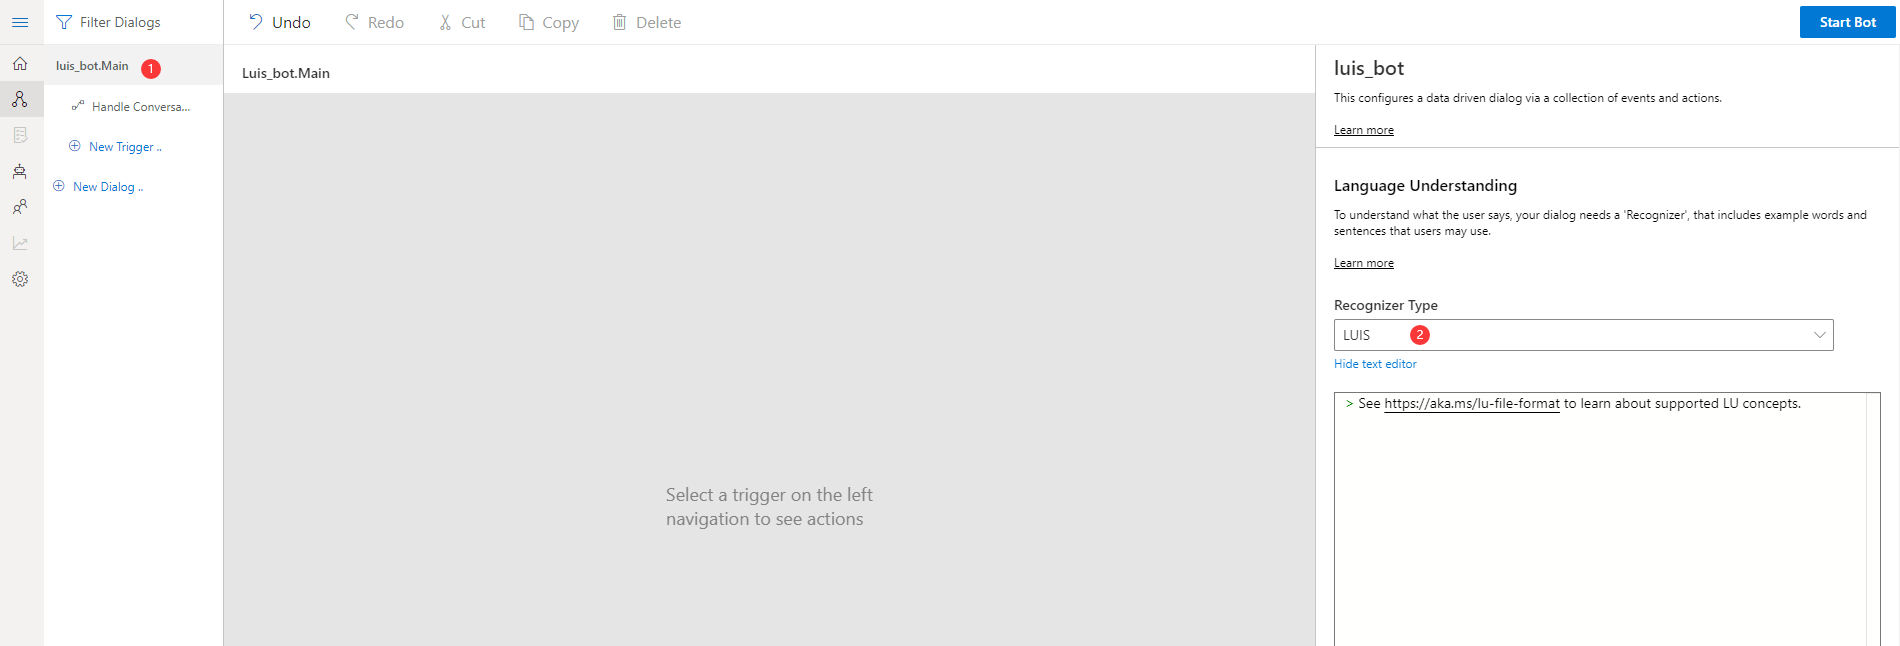 Filter Dialogs
Undo
Redo
Cut
Copy
Delete
Start Bot
luis_bot.Main
1
Handle Conversa...
New Trigger ..
New Dialog ..
Luis_bot.Main
Select a trigger on the left
navigation to see actions
luis_bot
This configures a data driven dialog via a collection of events and actions.
Learn more
Language Understanding
To understand what the user says, your dialog needs a 'Recognizer', that includes example words and
sentences that users may use.
Learn more
Recognizer Type
LUIS
2
Hide text editor
> See https://aka.ms/lu-file-format to learn about supported LU concepts.